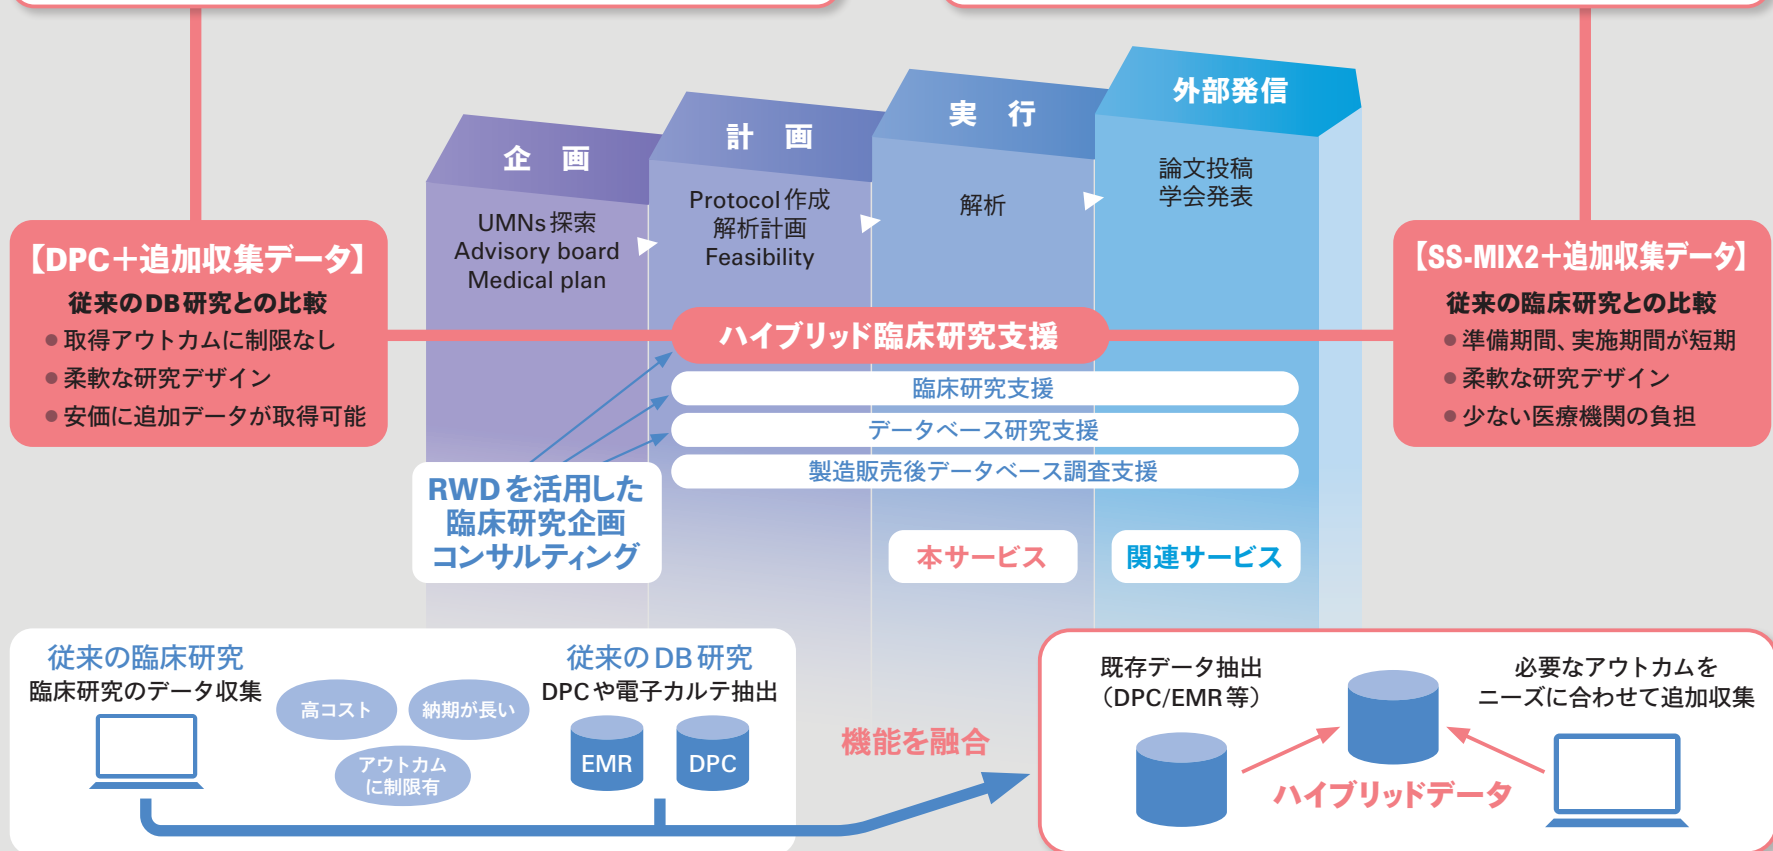 企 画
UMNs探索
Advisory board
Medical plan
計 画
Protocol作成
解析計画
Feasibility
実 行
解析
外部発信
論文投稿
学会発表
【DPC+追加収集データ】
従来のDB研究との比較
● 取得アウトカムに制限なし
● 柔軟な研究デザイン
● 安価に追加データが取得可能
ハイブリッド臨床研究支援
臨床研究支援
データベース研究支援
製造販売後データベース調査支援
【SS-MIX2+追加収集データ】
従来の臨床研究との比較
● 準備期間、実施期間が短期
● 柔軟な研究デザイン
● 少ない医療機関の負担
RWDを活用した
臨床研究企画
コンサルティング
本サービス
関連サービス
従来の臨床研究
臨床研究のデータ収集
高コスト
納期が長い
アウトカム
に制限有
従来のDB研究
DPCや電子カルテ抽出
EMR
DPC
機能を融合
既存データ抽出
(DPC/EMR等)
必要なアウトカムを
ニーズに合わせて追加収集
ハイブリッドデータ